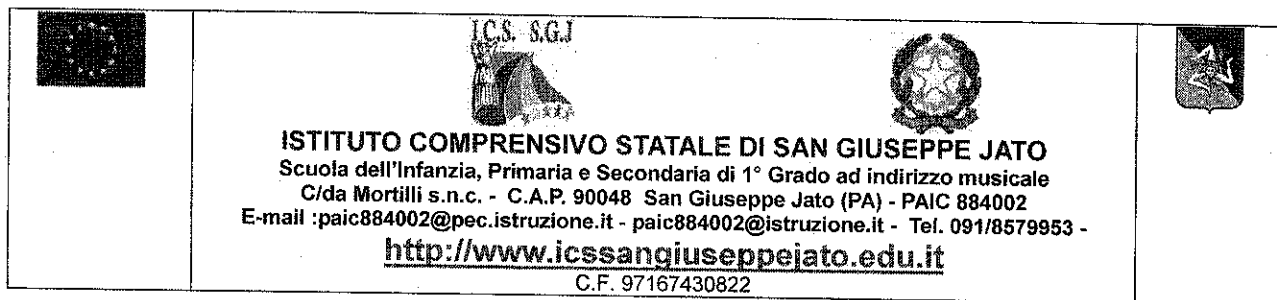 I.C.S. S.G.J
ISTITUTO COMPRENSIVO STATALE DI SAN GIUSEPPE JATO
Scuola dell'Infanzia, Primaria e Secondaria di 1° Grado ad indirizzo musicale
C/da Mortilli s.n.c. - C.A.P. 90048 San Giuseppe Jato (PA) - PAIC 884002
E-mail :paic884002@pec.istruzione.it - paic884002@istruzione.it - Tel. 091/8579953 -
http://www.icssangiuseppejato.edu.it
C.F. 97167430822